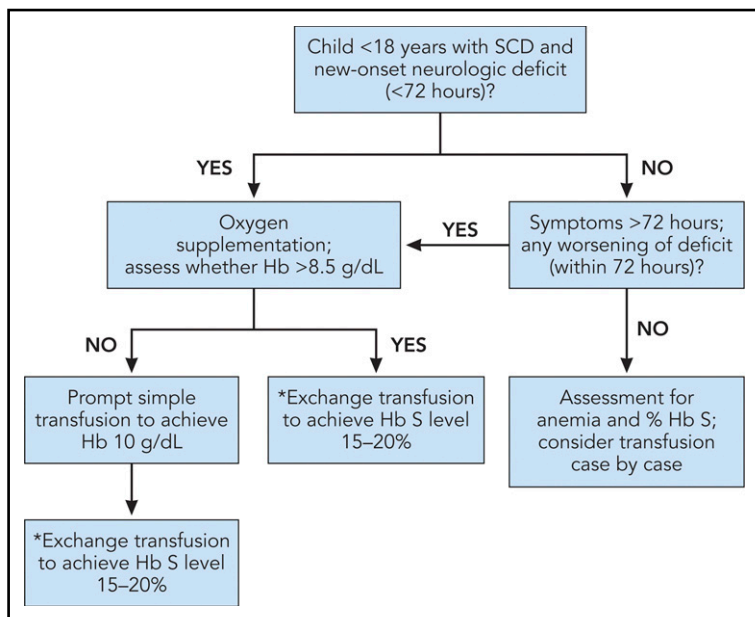 Child <18 years with SCD and
new-onset neurologic deficit
(<72 hours)?
YES
NO
Oxygen
supplementation;
assess whether Hb >8.5 g/dL
YES
Symptoms >72 hours;
any worsening of deficit
(within 72 hours)?
NO
YES
NO
Prompt simple
transfusion to achieve
Hb 10 g/dL
*Exchange transfusion
to achieve Hb S level
15–20%
Assessment for
anemia and % Hb S;
consider transfusion
case by case
*Exchange transfusion
to achieve Hb S level
15–20%